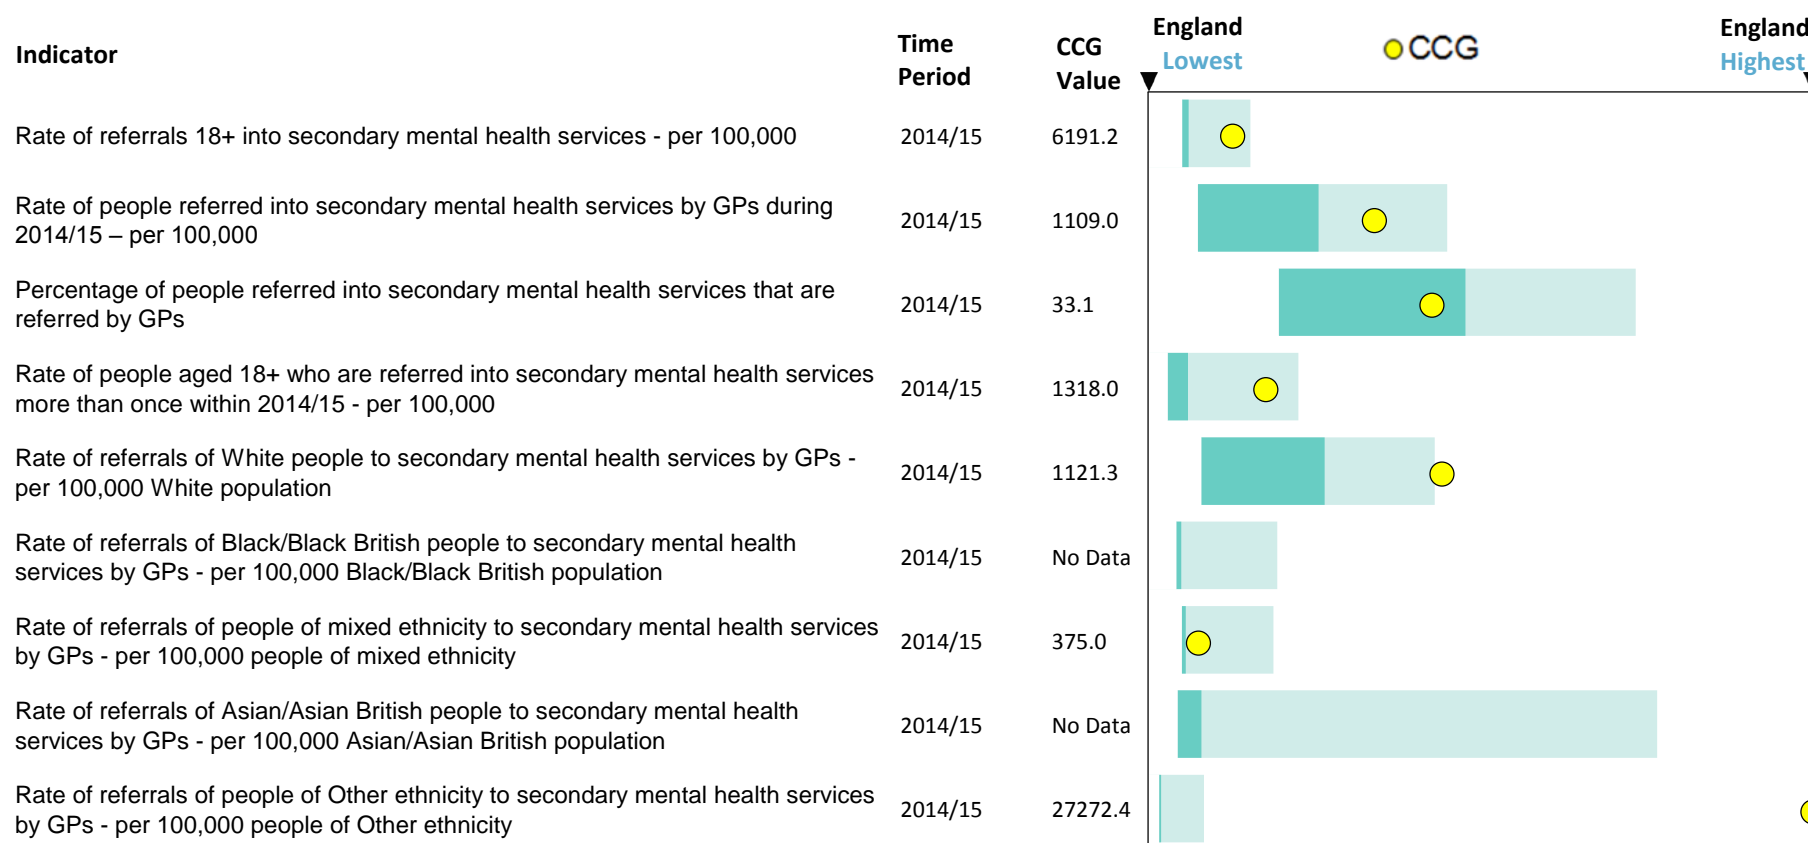 Indicator
Time Period
CCG Value
England Lowest
CCG
England Highest
Rate of referrals 18+ into secondary mental health services - per 100,000
2014/15
6191.2
Rate of people referred into secondary mental health services by GPs during
2014/15 – per 100,000
2014/15
1109.0
Percentage of people referred into secondary mental health services that are
referred by GPs
2014/15
33.1
Rate of people aged 18+ who are referred into secondary mental health services
more than once within 2014/15 - per 100,000
2014/15
1318.0
Rate of referrals of White people to secondary mental health services by GPs -
per 100,000 White population
2014/15
1121.3
Rate of referrals of Black/Black British people to secondary mental health
services by GPs - per 100,000 Black/Black British population
2014/15
No Data
Rate of referrals of people of mixed ethnicity to secondary mental health services
by GPs - per 100,000 people of mixed ethnicity
2014/15
375.0
Rate of referrals of Asian/Asian British people to secondary mental health
services by GPs - per 100,000 Asian/Asian British population
2014/15
No Data
Rate of referrals of people of Other ethnicity to secondary mental health services
by GPs - per 100,000 people of Other ethnicity
2014/15
27272.4